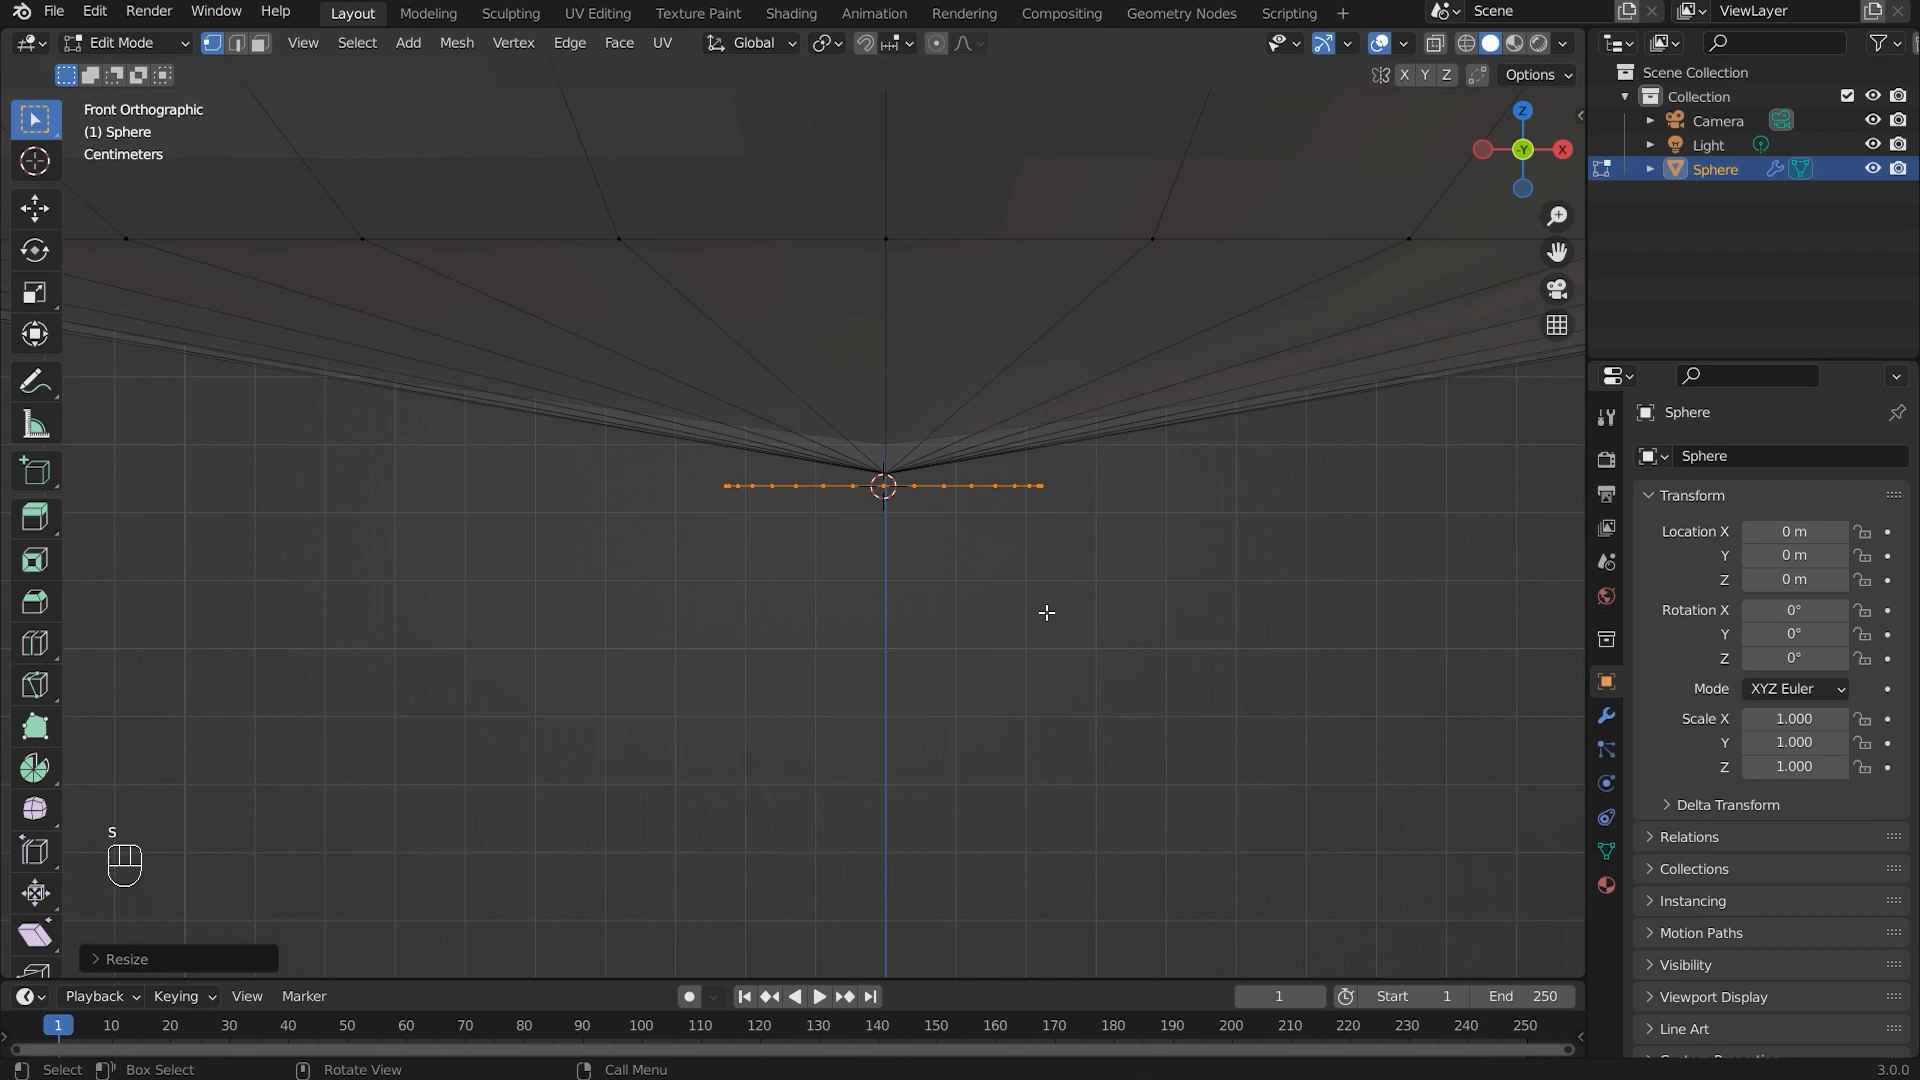 File Edit Render Window Help Layout Modeling Sculpting UV Editing Texture Paint Shading Animation Rendering Compositing Geometry Nodes Scripting + Scene ViewLayer
Edit Mode View Select Add Mesh Vertex Edge Face UV Global
X Y Z Options
Front Orthographic
(1) Sphere
Centimeters
Z
-Y
X
Scene Collection
Collection
Camera
Light
Sphere
Sphere
Sphere
Transform
Location X 0 m
Y 0 m
Z 0 m
Rotation X 0°
Y 0°
Z 0°
Mode XYZ Euler
Scale X 1.000
Y 1.000
Z 1.000
Delta Transform
Relations
Collections
Instancing
Motion Paths
Visibility
Viewport Display
Line Art
S
Resize
Playback Keying View Marker 1 Start 1 End 250
1 10 20 30 40 50 60 70 80 90 100 110 120 130 140 150 160 170 180 190 200 210 220 230 240 250
Select Box Select Rotate View Call Menu 3.0.0